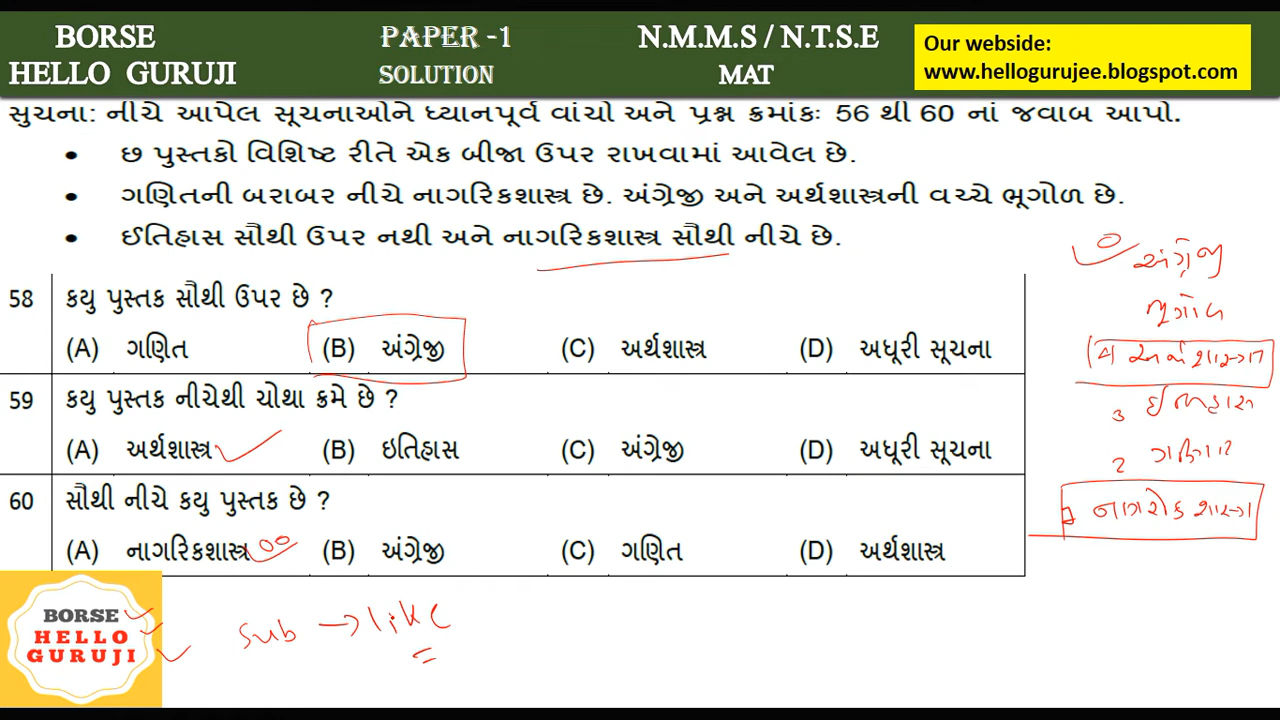 BORSE
HELLO GURUJI
PAPER -1
SOLUTION
N.M.M.S / N.T.S.E
MAT
Our webside:
www.hellogurujee.blogspot.com
સુચનાઃ નીચે આપેલ સૂચનાઓને ધ્યાનપૂર્વ વાંચો અને પ્રશ્ન ક્રમાંકઃ 56 થી 60 નાં જવાબ આપો.
• છ પુસ્તકો વિશિષ્ટ રીતે એક બીજા ઉપર રાખવામાં આવેલ છે.
• ગણિતની બરાબર નીચે નાગરિકશાસ્ત્ર છે. અંગ્રેજી અને અર્થશાસ્ત્રની વચ્ચે ભૂગોળ છે.
• ઈતિહાસ સૌથી ઉપર નથી અને નાગરિકશાસ્ત્ર સૌથી નીચે છે.
58 કયુ પુસ્તક સૌથી ઉપર છે ?
(A) ગણિત (B) અંગ્રેજી (C) અર્થશાસ્ત્ર (D) અધૂરી સૂચના
59 કયુ પુસ્તક નીચેથી ચોથા ક્રમે છે ?
(A) અર્થશાસ્ત્ર (B) ઇતિહાસ (C) અંગ્રેજી (D) અધૂરી સૂચના
60 સૌથી નીચે કયુ પુસ્તક છે ?
(A) નાગરિકશાસ્ત્ર (B) અંગ્રેજી (C) ગણિત (D) અર્થશાસ્ત્ર
અંગ્રેજી
ભૂગોળ
3
2
BORSE
HELLO
GURUJI
sub → like